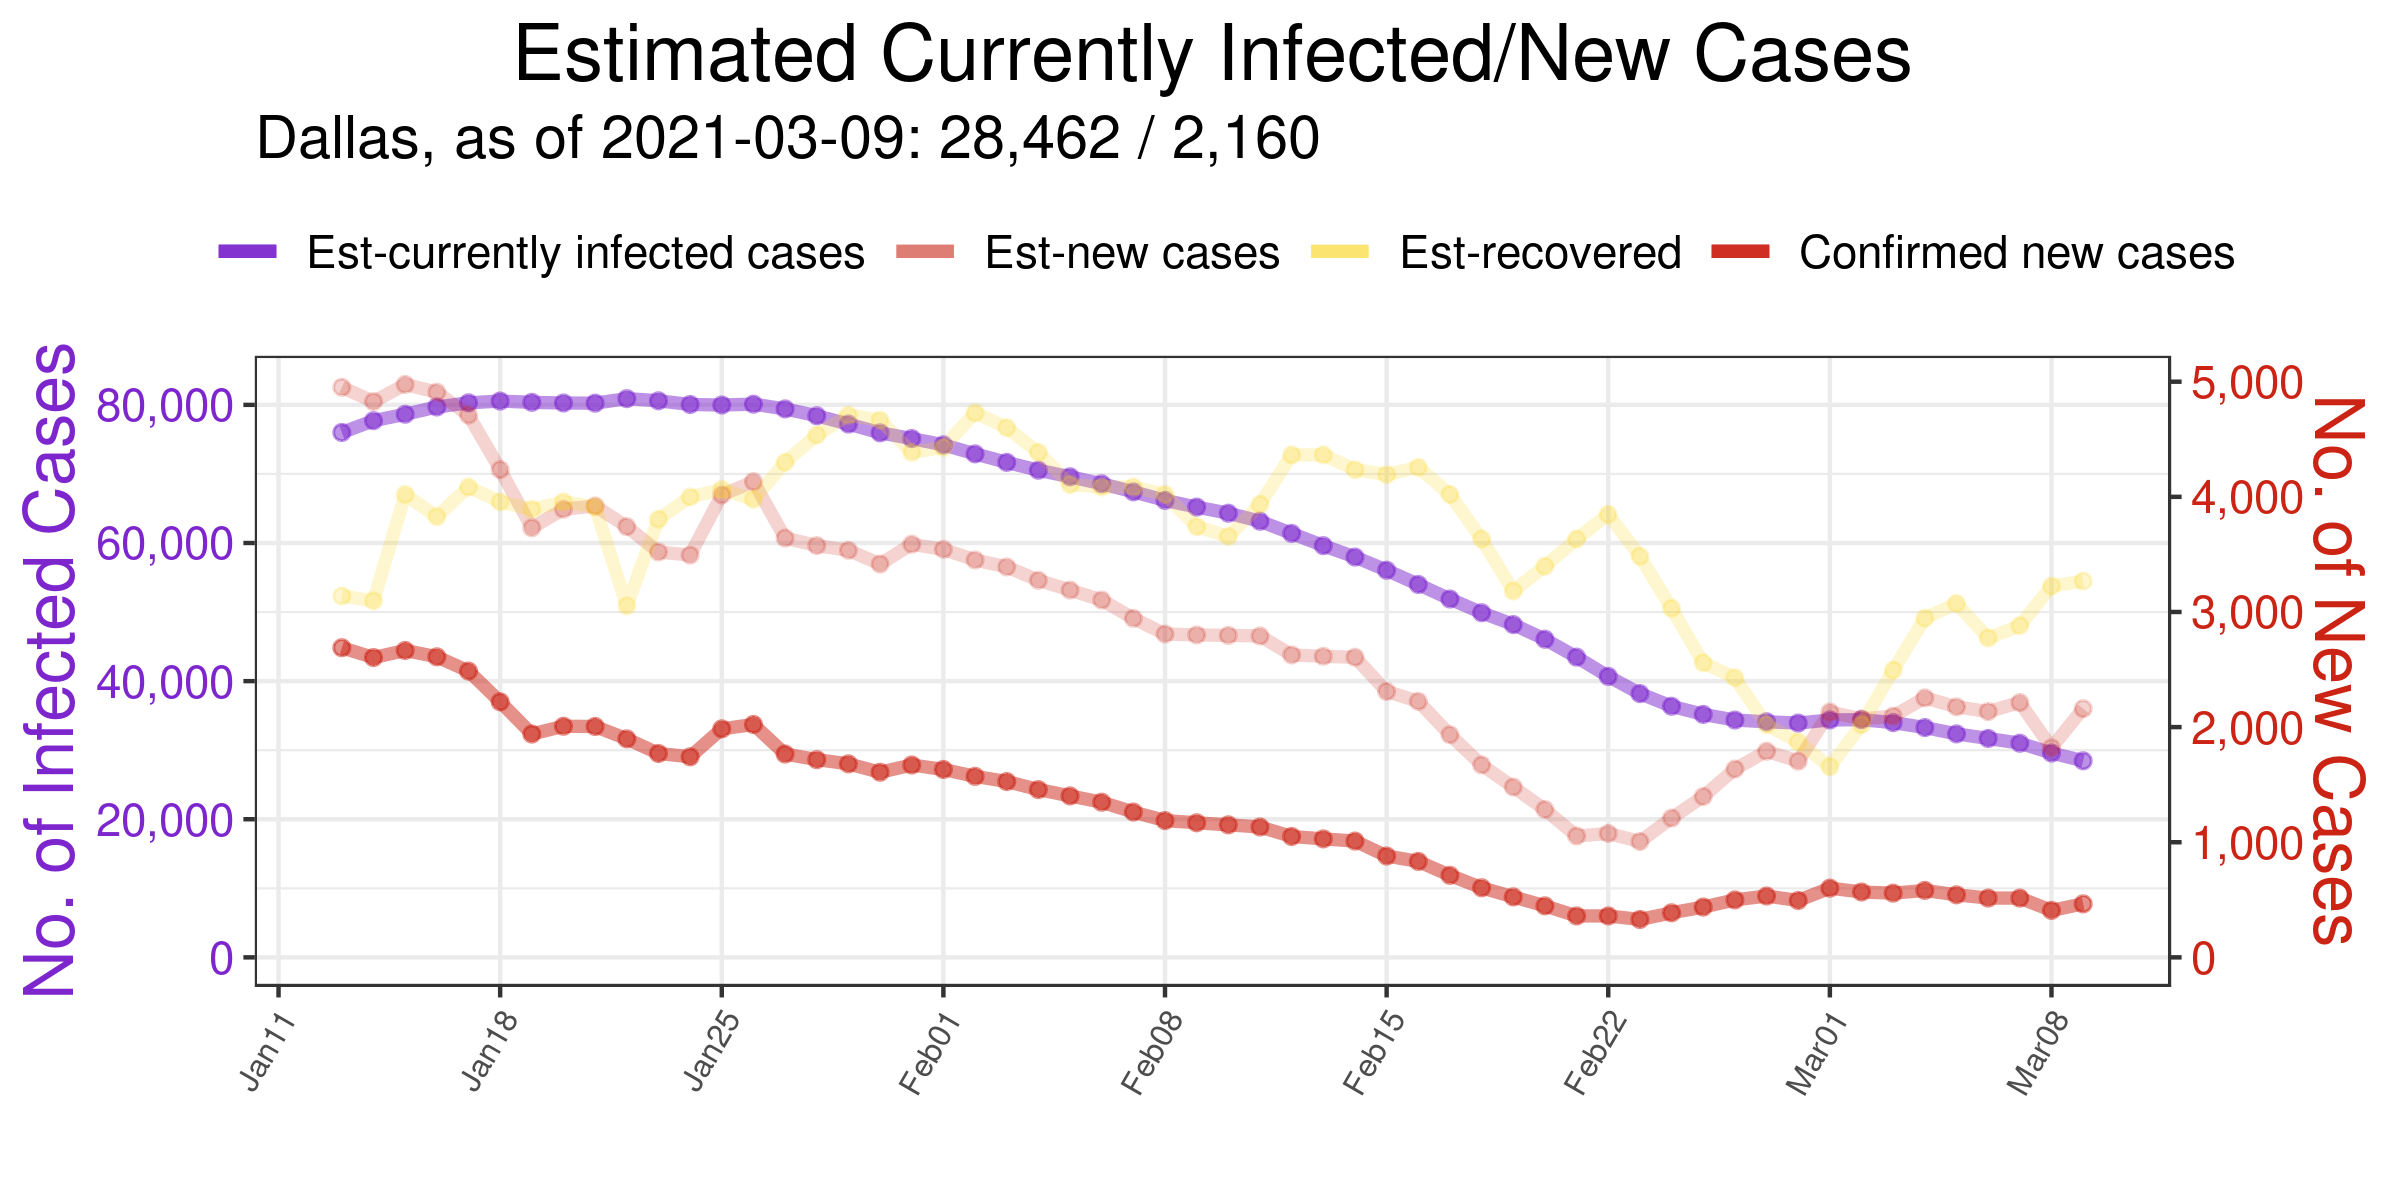 Estimated Currently Infected/New Cases
Dallas, as of 2021-03-09: 28,462 / 2,160
Est-currently infected cases Est-new cases Est-recovered Confirmed new cases
No. of Infected Cases
80,000
60,000
40,000
20,000
0
5,000
4,000
3,000
2,000
1,000
0
No. of New Cases
Jan11 Jan18 Jan25 Feb01 Feb08 Feb15 Feb22 Mar01 Mar08